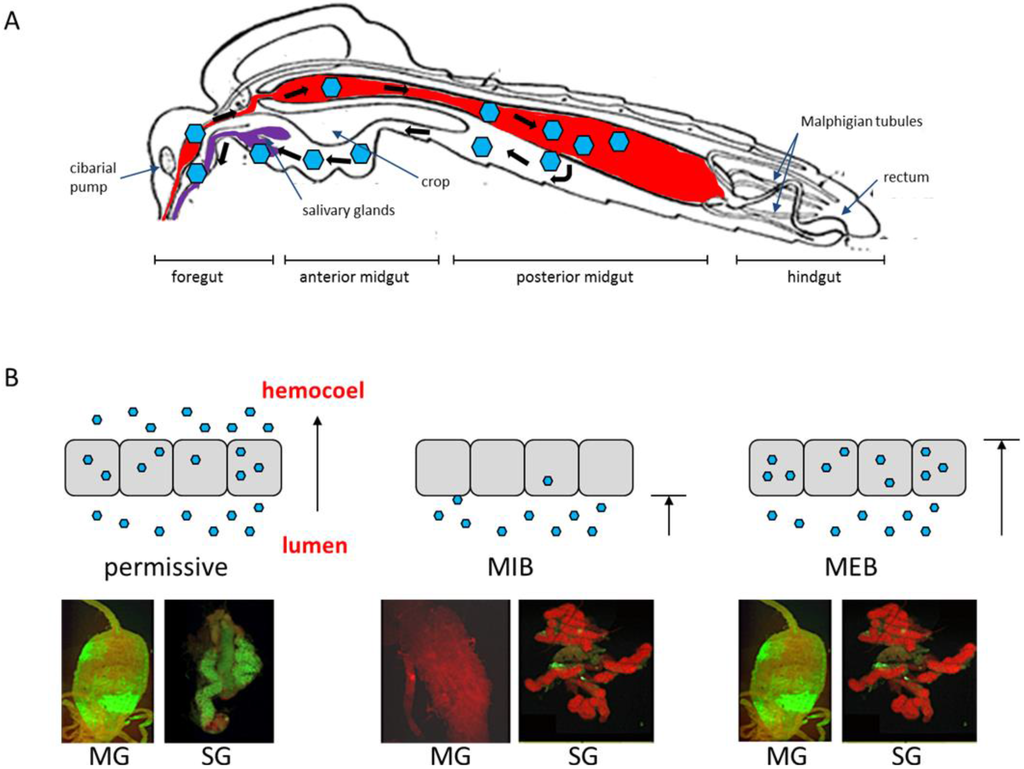 A
cibarial
pump
salivary glands
crop
Malphigian tubules
rectum
foregut
anterior midgut
posterior midgut
hindgut
B
hemocoel
lumen
permissive
MIB
MEB
MG
SG
MG
SG
MG
SG